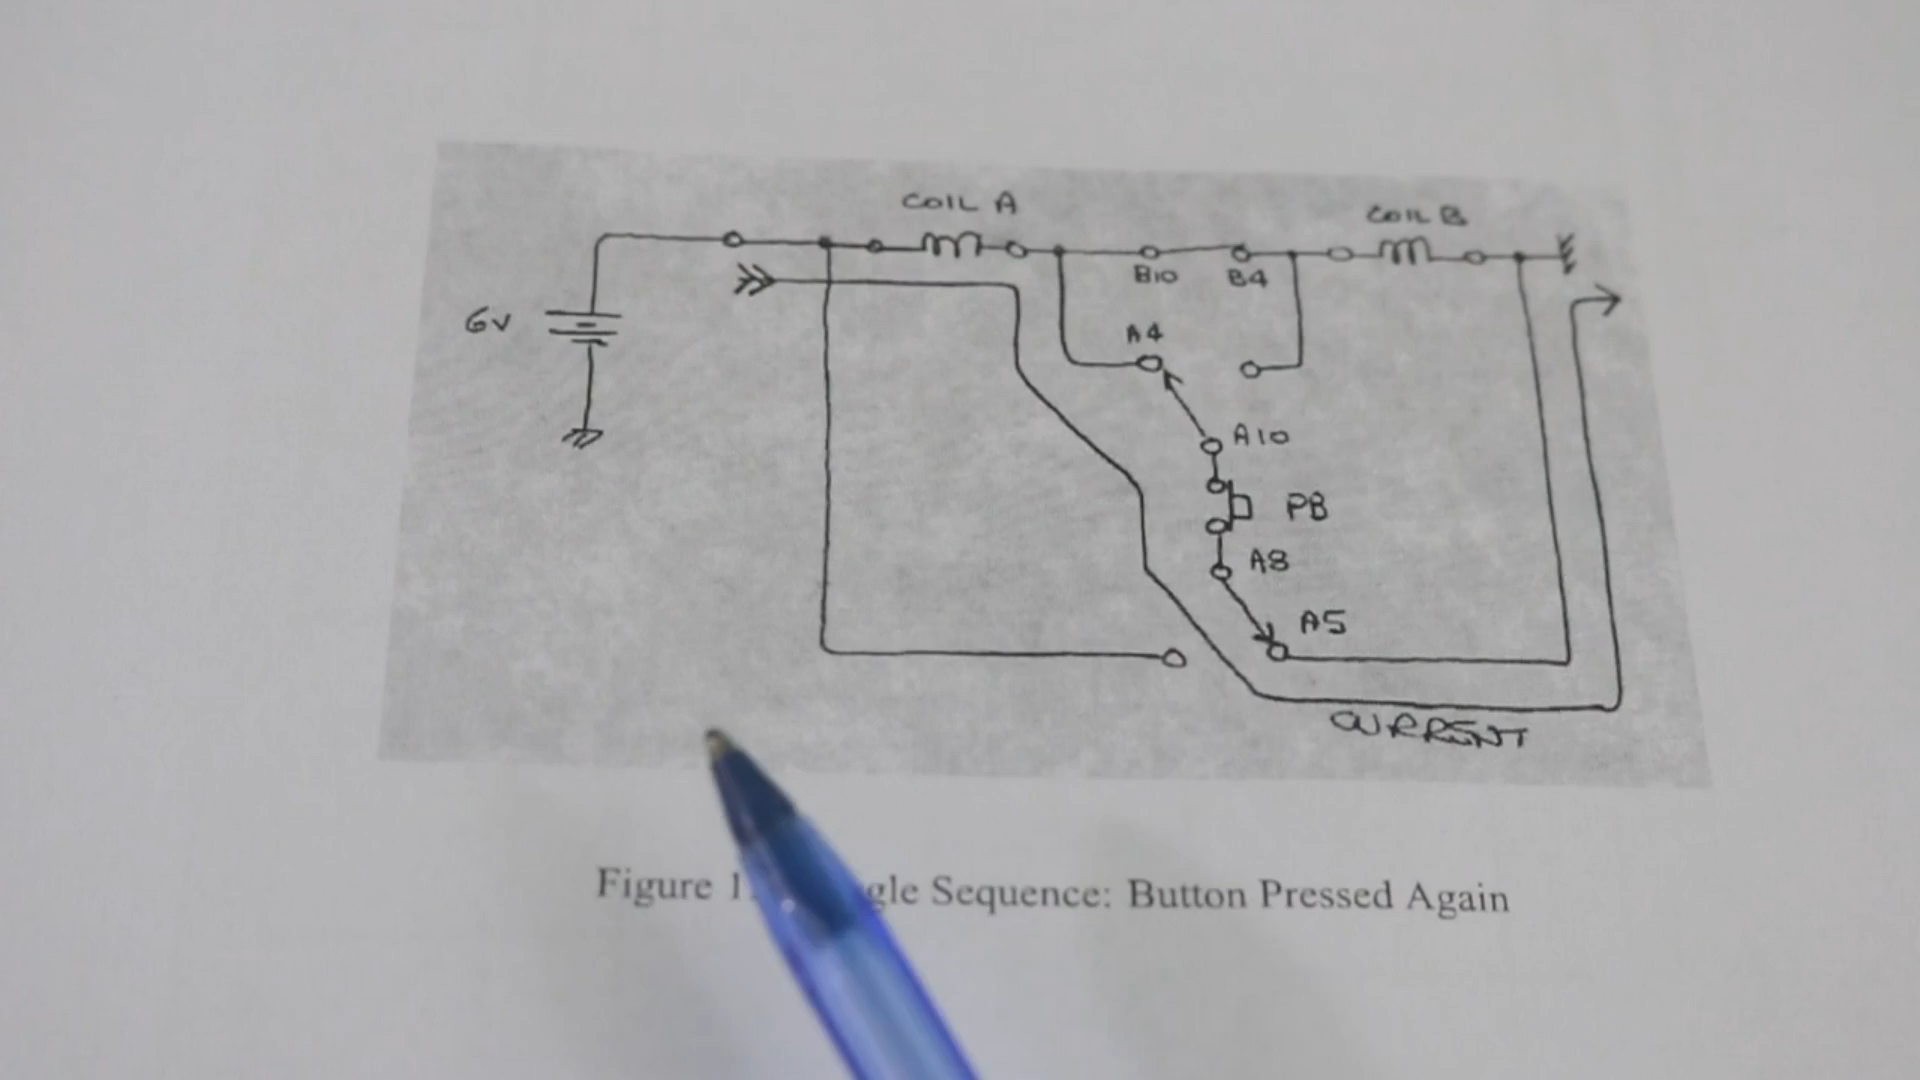 COIL A
COIL B
B10
B4
6V
A4
A10
PB
A8
A5
CURRENT
Figure 1 gle Sequence: Button Pressed Again